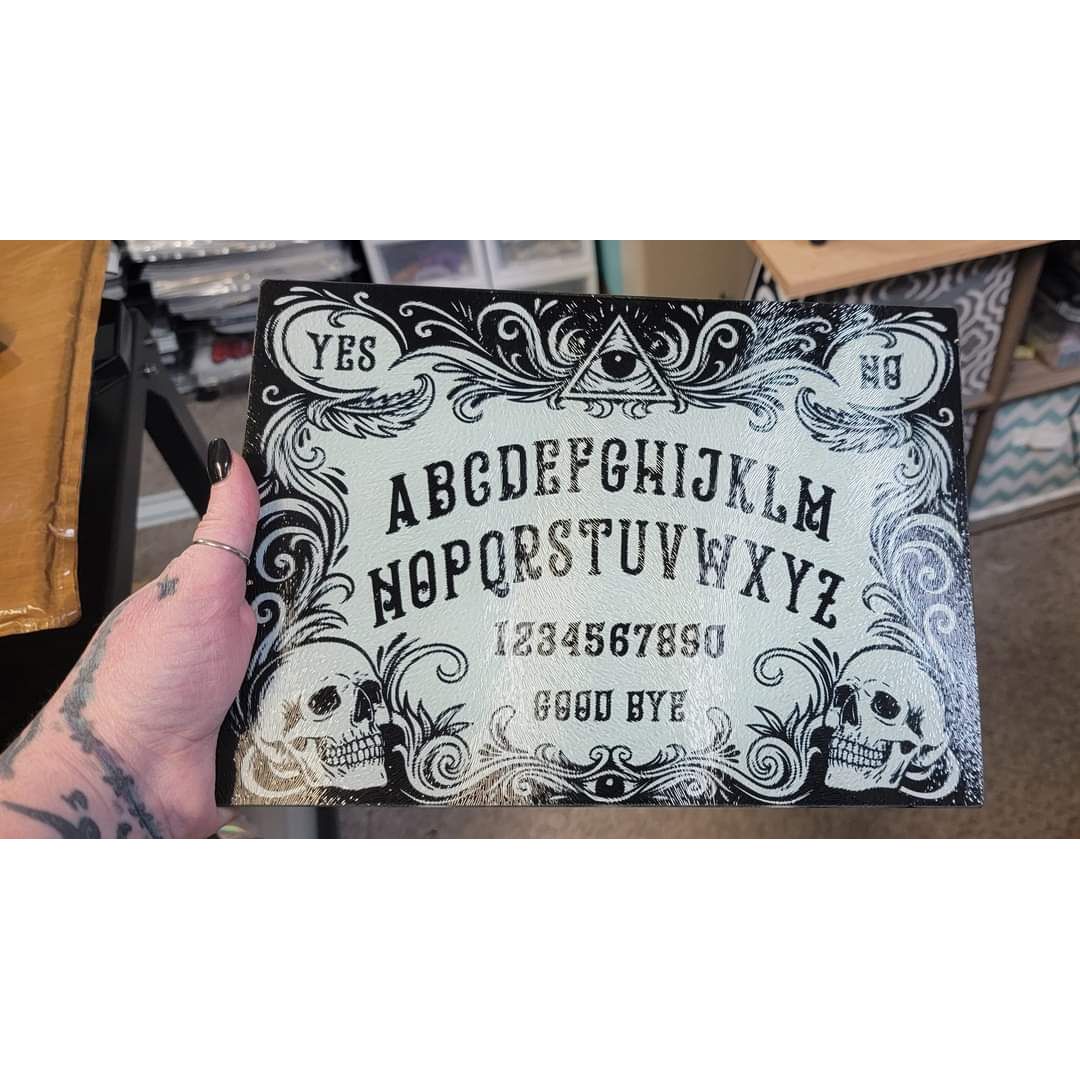 YES
NO
ABCDEFGHIJKLM
NOPQRSTUVWXYZ
1234567890
GOOD BYE